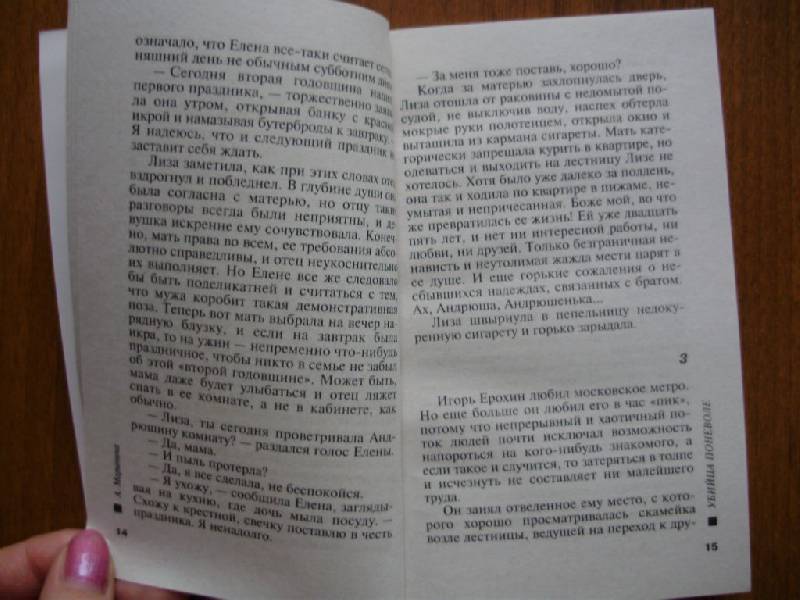 означало, что Елена все-таки считает
няшний день не обычным субботним днем
— Сегодня вторая годовщина
первого праздника, — торжественно
ла она утром, открывая банку с красной
икрой и намазывая бутерброды к завтраку. —
Я надеюсь, что и следующий праздник не
заставит себя ждать.
Лиза заметила, как при этих словах отец
вздрогнул и побледнел. В глубине души она
была согласна с матерью, но отцу такие
разговоры всегда были неприятны, и де-
вушка искренне ему сочувствовала. Конеч-
но, мать права во всем, ее требования абсо-
лютно справедливы, и отец неукоснительно
их выполняет. Но Елене все же следовало
бы быть поделикатней и считаться с тем,
что мужа коробит такая демонстративная
поза. Теперь вот мать выбрала на вечер на-
рядную блузку, и если на завтрак была
икра, то на ужин — непременно что-нибудь
праздничное, чтобы никто в семье не забыл
об этой «второй годовщине». Может быть,
мама даже будет улыбаться и отец ляжет
спать в ее комнате, а не в кабинете, как
обычно.
— Лиза, ты сегодня проветривала Анд-
рюшину комнату? — раздался голос Елены.
— Да, мама.
— И пыль протерла?
— Да, я все сделала, не беспокойся.
— Я ухожу, — сообщила Елена, загляды-
вая на кухню, где дочь мыла посуду. —
Схожу к крестной, свечку поставлю в честь
праздника. Я ненадолго.
А. Маринина
14
— За меня тоже поставь, хорошо?
Когда за матерью захлопнулась дверь,
Лиза отошла от раковины с недомытой по-
судой, не выключив воду, наспех обтерла
мокрые руки полотенцем, открыла окно и
вытащила из кармана сигареты. Мать кате-
горически запрещала курить в квартире, но
одеваться и выходить на лестницу Лизе не
хотелось. Хотя было уже далеко за полдень,
она так и ходила по квартире в пижаме, не-
умытая и непричесанная. Боже мой, во что
же превратилась ее жизнь! Ей уже двадцать
пять лет, и нет ни интересной работы, ни
любви, ни друзей. Только безграничная не-
нависть и неутолимая жажда мести парят в
ее душе. И еще горькие сожаления о не-
сбывшихся надеждах, связанных с братом.
Ах, Андрюша, Андрюшенька...
Лиза швырнула в пепельницу недоку-
ренную сигарету и горько зарыдала.
3
Игорь Ерохин любил московское метро.
Но еще больше он любил его в час «пик»,
потому что непрерывный и хаотичный по-
ток людей почти исключал возможность
напороться на кого-нибудь знакомого, а
если такое и случится, то затеряться в толпе
и исчезнуть не составляет ни малейшего
труда.
Он занял отведенное ему место, с кото-
рого хорошо просматривалась скамейка
возле лестницы, ведущей на переход к дру-
УБИЙЦА ПОНЕВОЛЕ
15